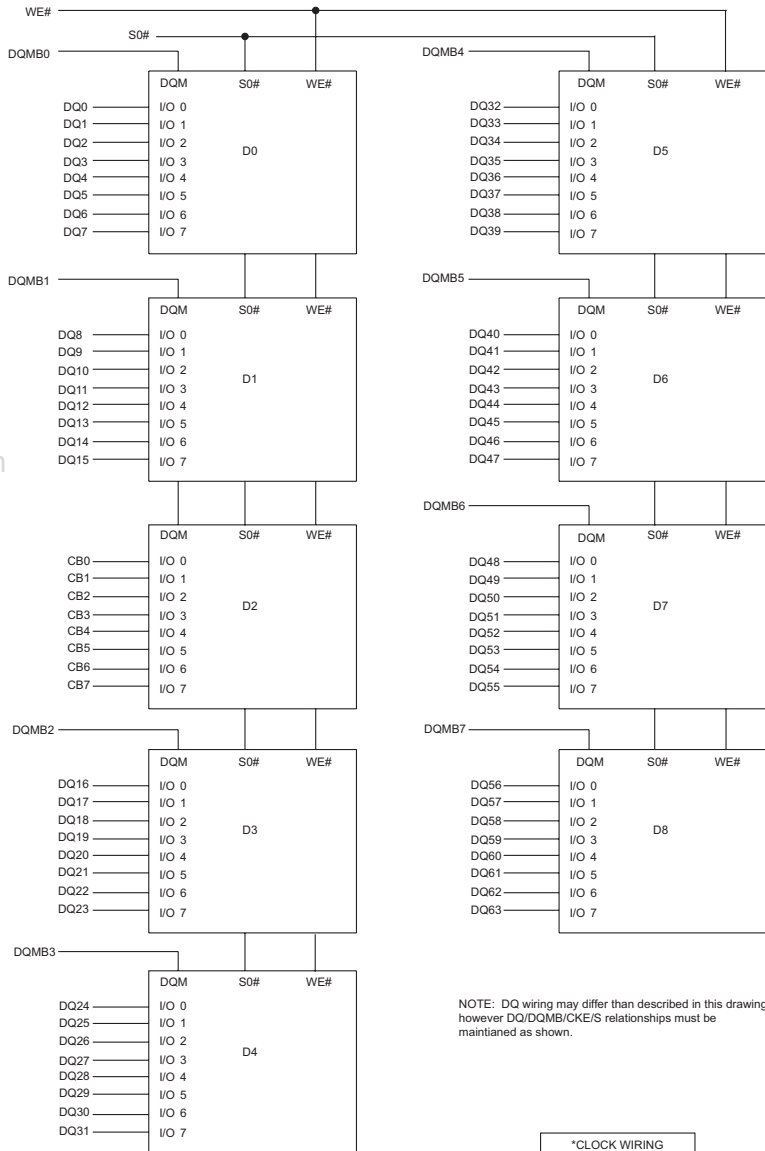 WE#
S0#
DQMB0
DQM S0# WE#
DQ0 I/O 0
DQ1 I/O 1
DQ2 I/O 2
DQ3 I/O 3
DQ4 I/O 4
DQ5 I/O 5
DQ6 I/O 6
DQ7 I/O 7
D0
DQMB1
DQM S0# WE#
DQ8 I/O 0
DQ9 I/O 1
DQ10 I/O 2
DQ11 I/O 3
DQ12 I/O 4
DQ13 I/O 5
DQ14 I/O 6
DQ15 I/O 7
D1
DQM S0# WE#
CB0 I/O 0
CB1 I/O 1
CB2 I/O 2
CB3 I/O 3
CB4 I/O 4
CB5 I/O 5
CB6 I/O 6
CB7 I/O 7
D2
DQMB2
DQM S0# WE#
DQ16 I/O 0
DQ17 I/O 1
DQ18 I/O 2
DQ19 I/O 3
DQ20 I/O 4
DQ21 I/O 5
DQ22 I/O 6
DQ23 I/O 7
D3
DQMB3
DQM S0# WE#
DQ24 I/O 0
DQ25 I/O 1
DQ26 I/O 2
DQ27 I/O 3
DQ28 I/O 4
DQ29 I/O 5
DQ30 I/O 6
DQ31 I/O 7
D4
DQMB4
DQM S0# WE#
DQ32 I/O 0
DQ33 I/O 1
DQ34 I/O 2
DQ35 I/O 3
DQ36 I/O 4
DQ37 I/O 5
DQ38 I/O 6
DQ39 I/O 7
D5
DQMB5
DQM S0# WE#
DQ40 I/O 0
DQ41 I/O 1
DQ42 I/O 2
DQ43 I/O 3
DQ44 I/O 4
DQ45 I/O 5
DQ46 I/O 6
DQ47 I/O 7
D6
DQMB6
DQM S0# WE#
DQ48 I/O 0
DQ49 I/O 1
DQ50 I/O 2
DQ51 I/O 3
DQ52 I/O 4
DQ53 I/O 5
DQ54 I/O 6
DQ55 I/O 7
D7
DQMB7
DQM S0# WE#
DQ56 I/O 0
DQ57 I/O 1
DQ58 I/O 2
DQ59 I/O 3
DQ60 I/O 4
DQ61 I/O 5
DQ62 I/O 6
DQ63 I/O 7
D8
NOTE: DQ wiring may differ than described in this drawing
however DQ/DQMB/CKE/S relationships must be
maintianed as shown.
*CLOCK WIRING